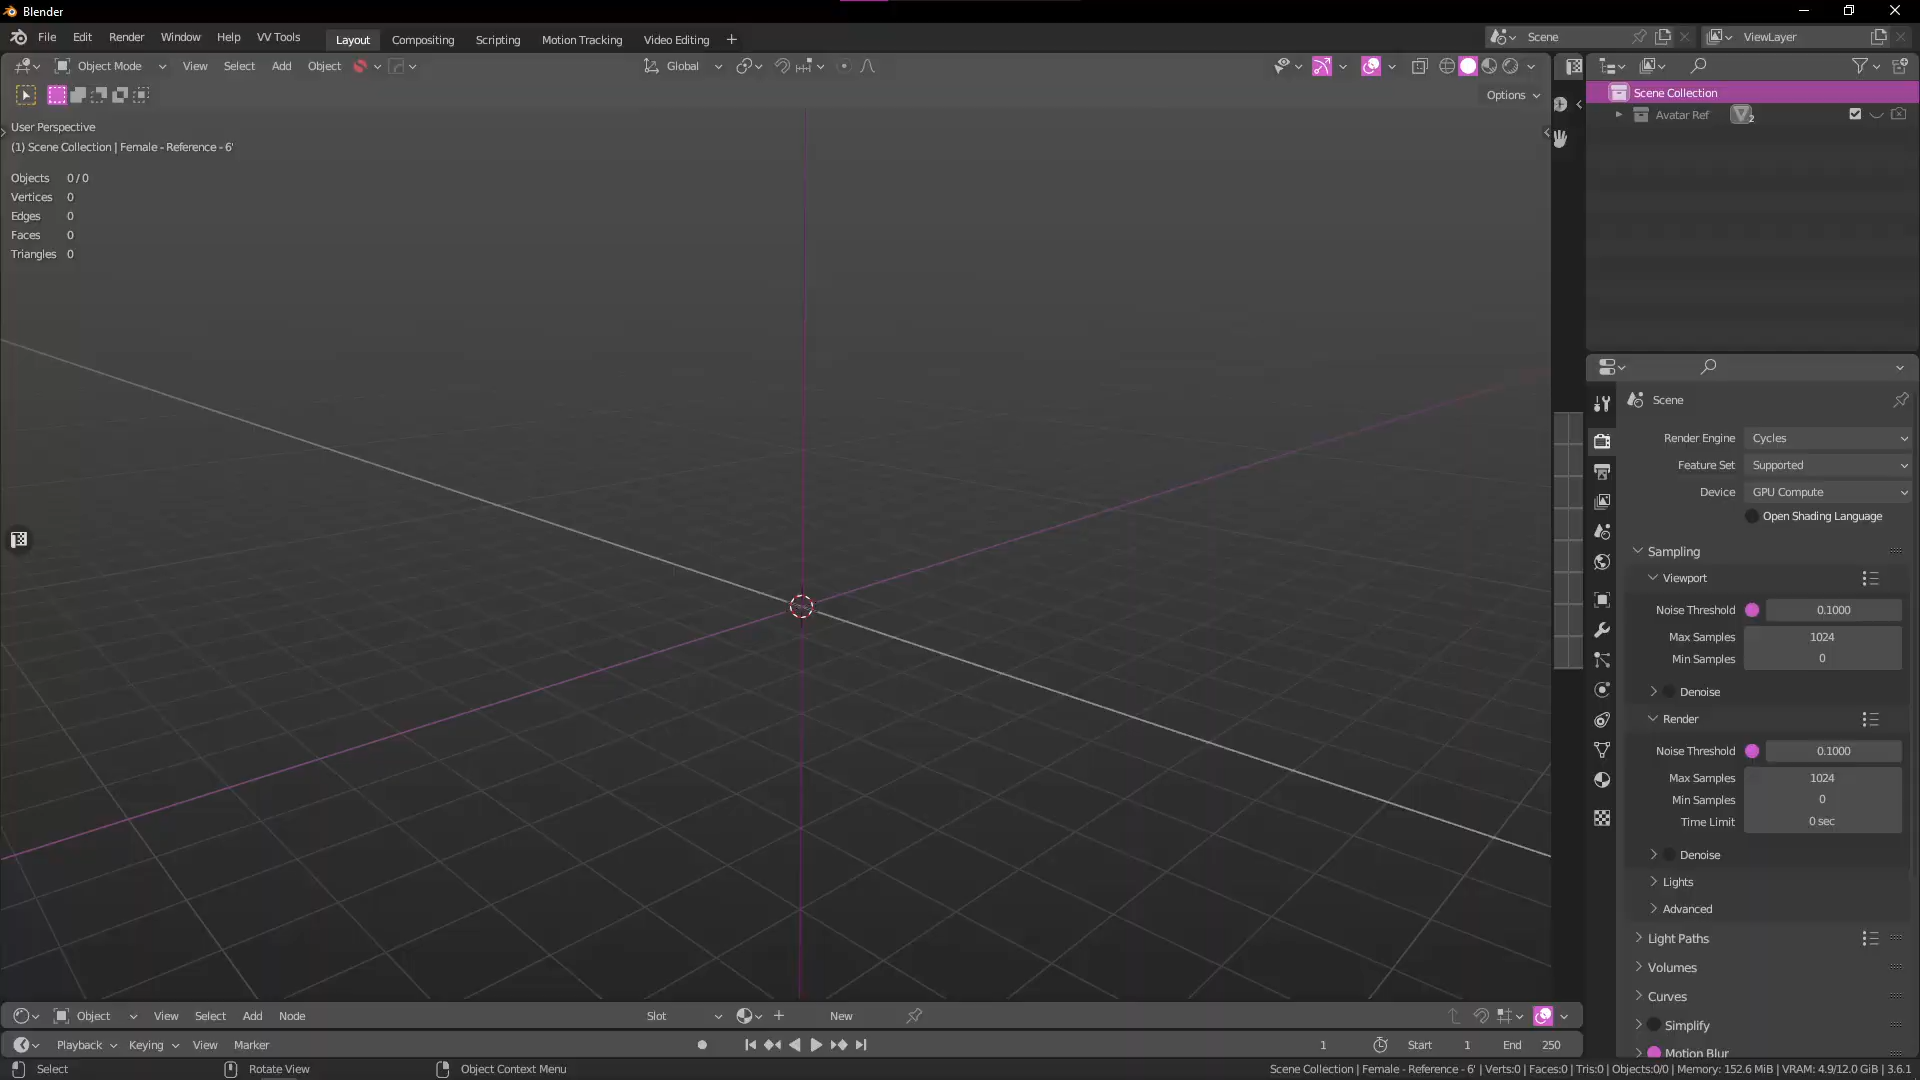 Blender
File Edit Render Window Help VV Tools Layout Compositing Scripting Motion Tracking Video Editing + Scene ViewLayer
Object Mode View Select Add Object Global
Options
User Perspective
(1) Scene Collection | Female - Reference - 6'
Objects 0 / 0
Vertices 0
Edges 0
Faces 0
Triangles 0
Scene Collection
Avatar Ref 2
Scene
Render Engine Cycles
Feature Set Supported
Device GPU Compute
Open Shading Language
Sampling
Viewport
Noise Threshold 0.1000
Max Samples 1024
Min Samples 0
Denoise
Render
Noise Threshold 0.1000
Max Samples 1024
Min Samples 0
Time Limit 0 sec
Denoise
Lights
Advanced
Light Paths
Volumes
Curves
Simplify
Motion Blur
Object View Select Add Node Slot New
Playback Keying View Marker 1 Start 1 End 250
Select Rotate View Object Context Menu Scene Collection | Female - Reference - 6' | Verts:0 | Faces:0 | Tris:0 | Objects:0/0 | Memory: 152.6 MiB | VRAM: 4.9/12.0 GiB | 3.6.1